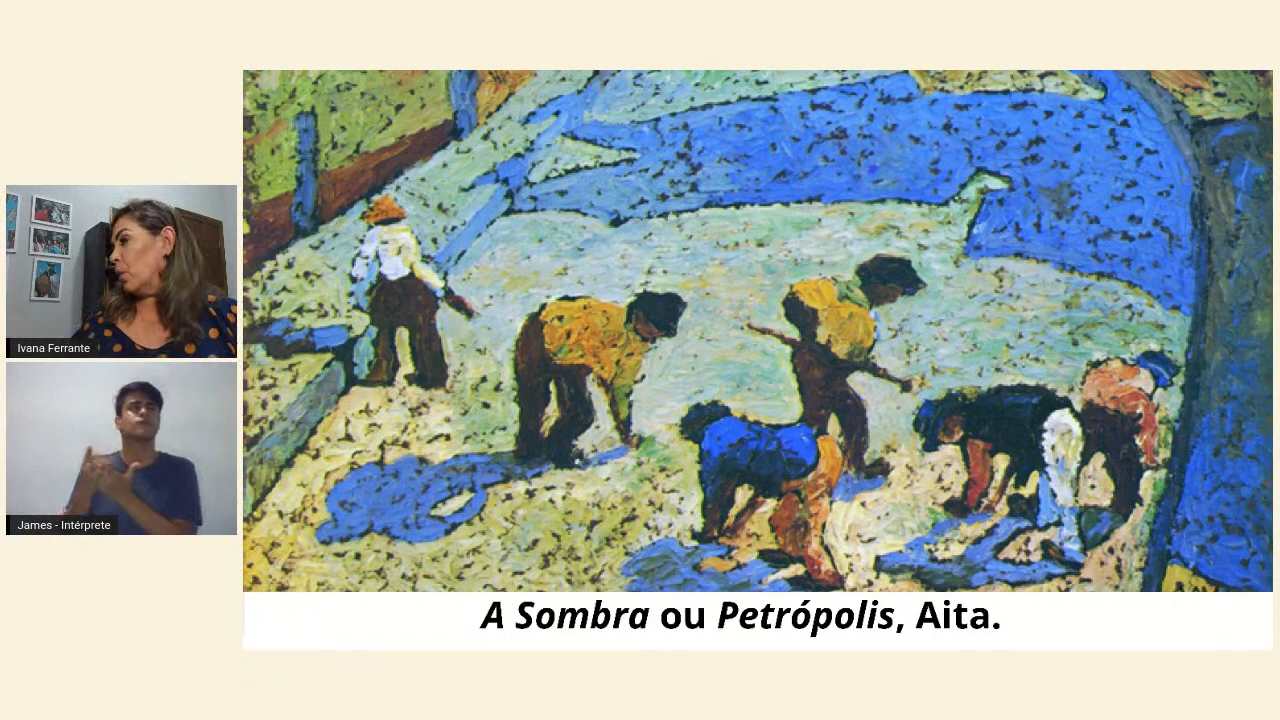 Ivana Ferrante
James - Intérprete
A Sombra ou Petrópolis, Aita.